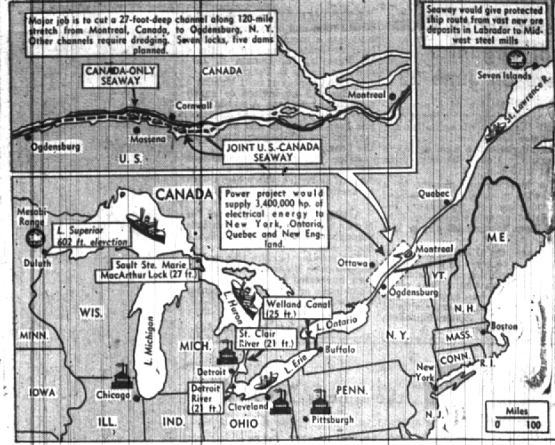 Major job is to cut a 27-foot-deep channel along 120-mile
stretch from Montreal, Canada, to Ogdensburg, N. Y.
Other channels require dredging. Seven locks, five dams
planned.
Seaway would give protected
ship route from vast new ore
deposits in Labrador to Mid-
west steel mills
CANADA-ONLY
SEAWAY
CANADA
Cornwall
Montreal
Ogdensburg
Massena
U. S.
JOINT U.S.-CANADA
SEAWAY
Seven Islands
St. Lawrence R.
CANADA
Power project would
supply 3,400,000 hp. of
electrical energy to
New York, Ontario,
Quebec and New Eng-
land.
Quebec
Mesabi
Range
L. Superior
602 ft. elevation
Duluth
Sault Ste. Marie
MacArthur Lock (27 ft.)
Ottawa
Montreal
Ogdensburg
ME.
VT.
N. H.
WIS.
L. Michigan
L. Huron
Welland Canal
(25 ft.)
L. Ontario
N. Y.
MASS.
Boston
MINN.
MICH.
St. Clair
River (21 ft.)
Buffalo
CONN.
R. I.
L. Erie
Detroit
New
York
IOWA
Chicago
Detroit
River
(21 ft.)
Cleveland
PENN.
Pittsburgh
N. J.
ILL.
IND.
OHIO
Miles
0 100